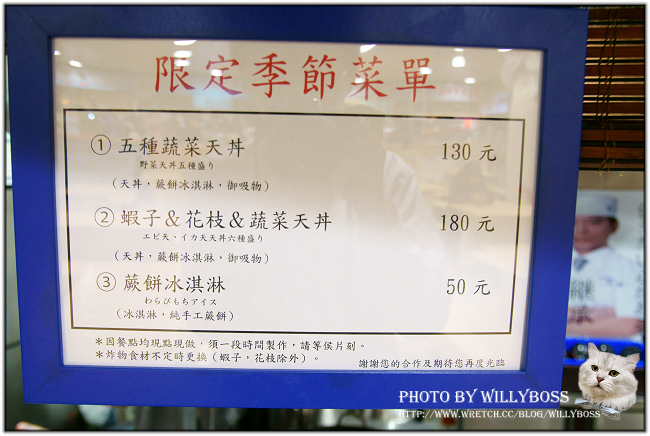 限定季節菜單
① 五種蔬菜天丼 130 元
野菜天丼五種盛り
(天丼，蕨餅冰淇淋，御吸物)
② 蝦子＆花枝＆蔬菜天丼 180 元
エビ天、イカ天天丼六種盛り
(天丼，蕨餅冰淇淋，御吸物)
③ 蕨餅冰淇淋 50 元
わらびもちアイス
(冰淇淋，純手工蕨餅)
＊因餐點均現點現做，須一段時間製作，請等侯片刻。
＊炸物食材不定時更換（蝦子，花枝除外）。
謝謝您的合作及期待您再度光臨
PHOTO BY WILLYBOSS
HTTP://WWW.WRETCH.CC/BLOG/WILLYBOSS